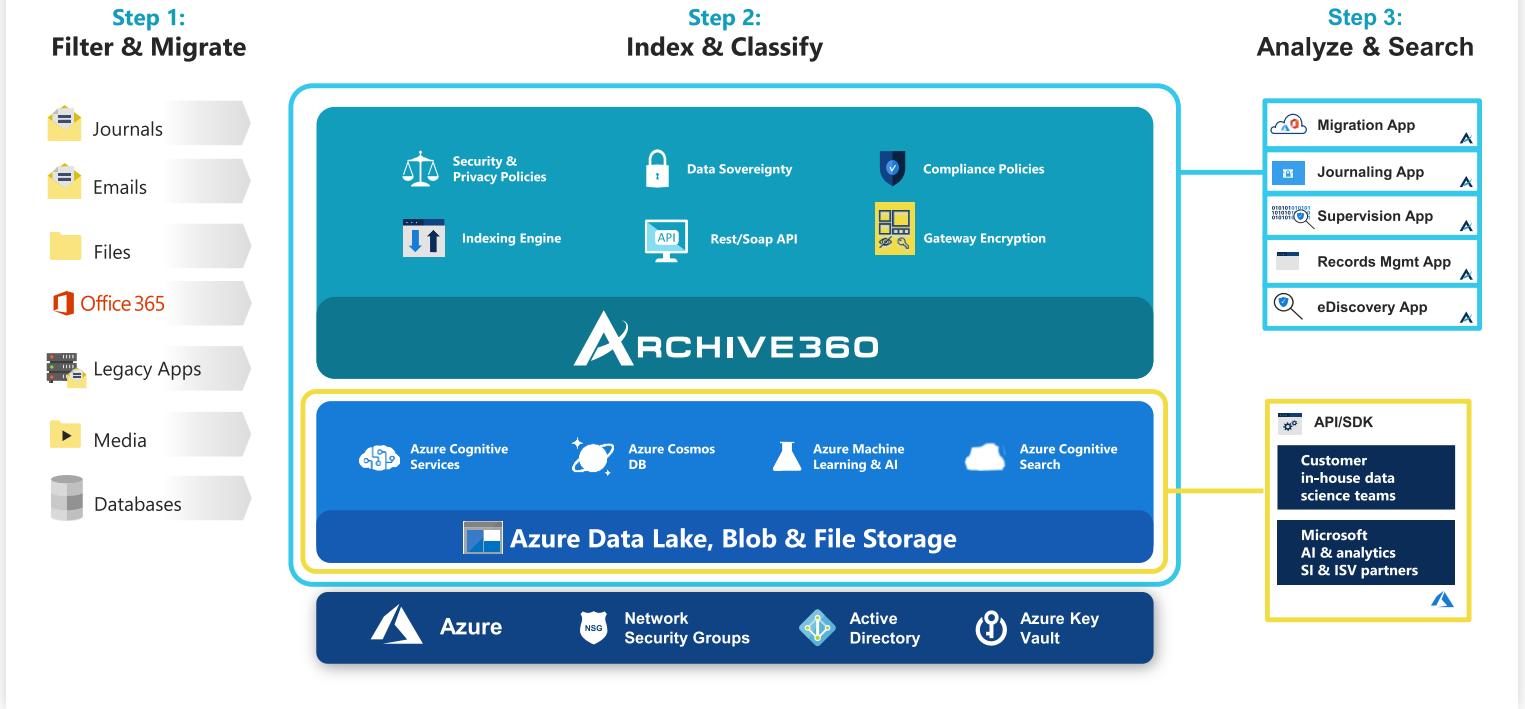 Step 1:
Filter & Migrate
Journals
Emails
Files
Office 365
Legacy Apps
Media
Databases
Step 2:
Index & Classify
Security &
Privacy Policies
Data Sovereignty
Compliance Policies
Indexing Engine
API
Rest/Soap API
Gateway Encryption
ARCHIVE360
Azure Cognitive
Services
Azure Cosmos
DB
Azure Machine
Learning & AI
Azure Cognitive
Search
Azure Data Lake, Blob & File Storage
Azure
NSG
Network
Security Groups
Active
Directory
Azure Key
Vault
Step 3:
Analyze & Search
Migration App
Journaling App
Supervision App
Records Mgmt App
eDiscovery App
API/SDK
Customer
in-house data
science teams
Microsoft
AI & analytics
SI & ISV partners